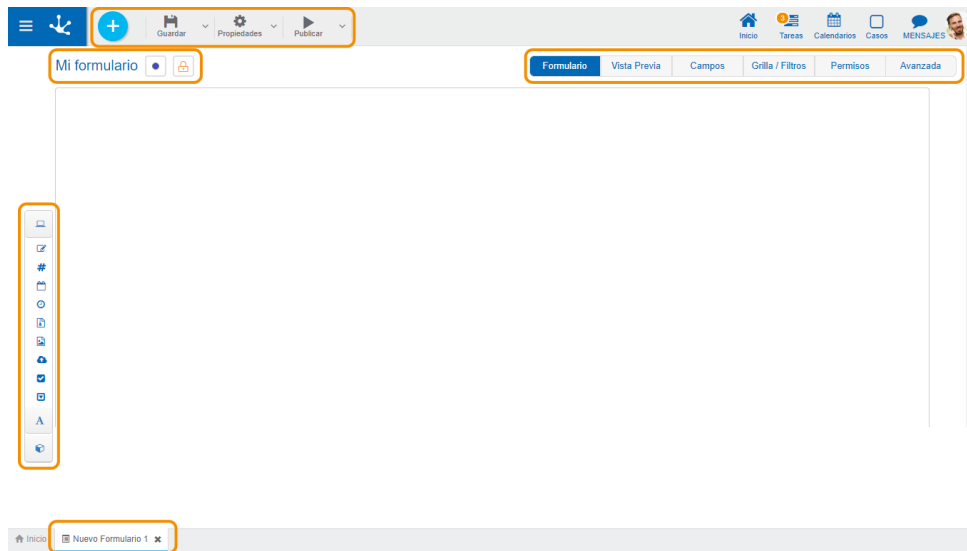 Guardar Propiedades Publicar Inicio 3 Tareas Calendarios Casos MENSAJES
Mi formulario Formulario Vista Previa Campos Grilla / Filtros Permisos Avanzada
#
A
Inicio Nuevo Formulario 1